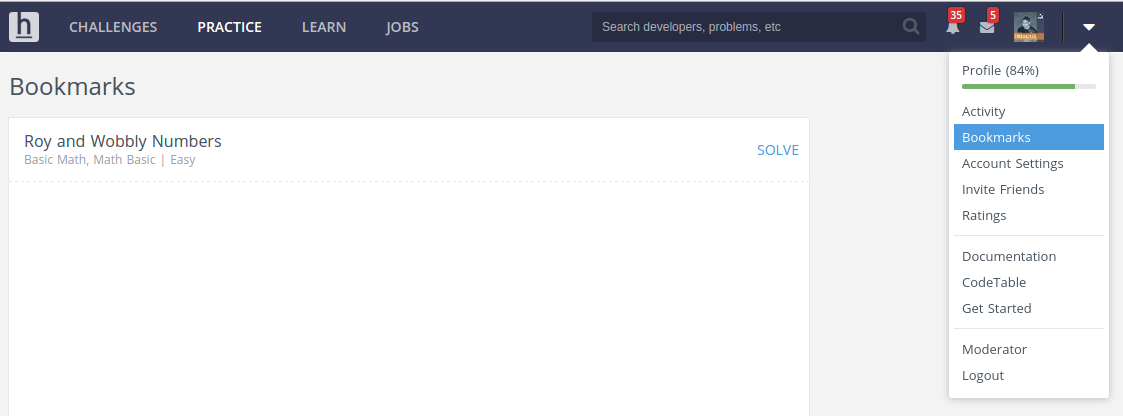 h CHALLENGES PRACTICE LEARN JOBS Search developers, problems, etc 35 5
Bookmarks
Roy and Wobbly Numbers
Basic Math, Math Basic | Easy
SOLVE
Profile (84%)
Activity
Bookmarks
Account Settings
Invite Friends
Ratings
Documentation
CodeTable
Get Started
Moderator
Logout